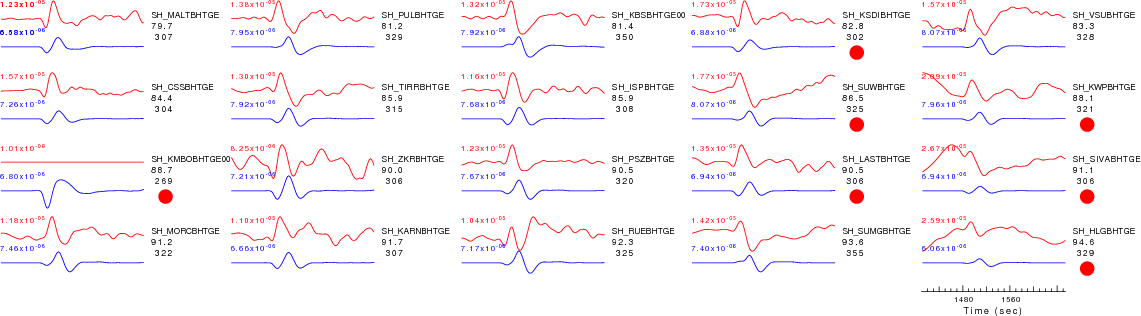 1.23x10⁻⁰⁵ SH_MALTBHTGE
79.7
6.58x10⁻⁰⁶ 307
1.38x10⁻⁰⁵ SH_PULBHTGE
81.2
7.95x10⁻⁰⁶ 329
1.32x10⁻⁰⁵ SH_KBSBHTGE00
81.4
7.92x10⁻⁰⁶ 350
1.73x10⁻⁰⁵ SH_KSDIBHTGE
82.8
6.88x10⁻⁰⁶ 302
1.57x10⁻⁰⁵ SH_VSUBHTGE
83.3
8.07x10⁻⁰⁶ 328
1.57x10⁻⁰⁵ SH_CSSBHTGE
84.4
7.26x10⁻⁰⁶ 304
1.30x10⁻⁰⁵ SH_TIRRBHTGE
85.9
7.92x10⁻⁰⁶ 315
1.16x10⁻⁰⁵ SH_ISPBHTGE
85.9
7.68x10⁻⁰⁶ 308
1.77x10⁻⁰⁵ SH_SUWBHTGE
86.5
8.07x10⁻⁰⁶ 325
2.09x10⁻⁰⁵ SH_KWPBHTGE
88.1
7.96x10⁻⁰⁶ 321
1.01x10⁻⁰⁹ SH_KMBOBHTGE00
88.7
6.80x10⁻⁰⁶ 269
8.25x10⁻⁰⁶ SH_ZKRBHTGE
90.0
7.21x10⁻⁰⁶ 306
1.23x10⁻⁰⁵ SH_PSZBHTGE
90.5
7.57x10⁻⁰⁶ 320
1.35x10⁻⁰⁵ SH_LASTBHTGE
90.5
6.94x10⁻⁰⁶ 306
2.67x10⁻⁰⁵ SH_SIVABHTGE
91.1
6.94x10⁻⁰⁶ 306
1.18x10⁻⁰⁵ SH_MORCBHTGE
91.2
7.46x10⁻⁰⁶ 322
1.10x10⁻⁰⁵ SH_KARNBHTGE
91.7
6.66x10⁻⁰⁶ 307
1.04x10⁻⁰⁵ SH_RUEBHTGE
92.3
7.17x10⁻⁰⁶ 325
1.42x10⁻⁰⁵ SH_SUMGBHTGE
93.6
7.40x10⁻⁰⁶ 355
2.59x10⁻⁰⁵ SH_HLGBHTGE
94.6
6.06x10⁻⁰⁶ 329
1480 1560
Time (sec)